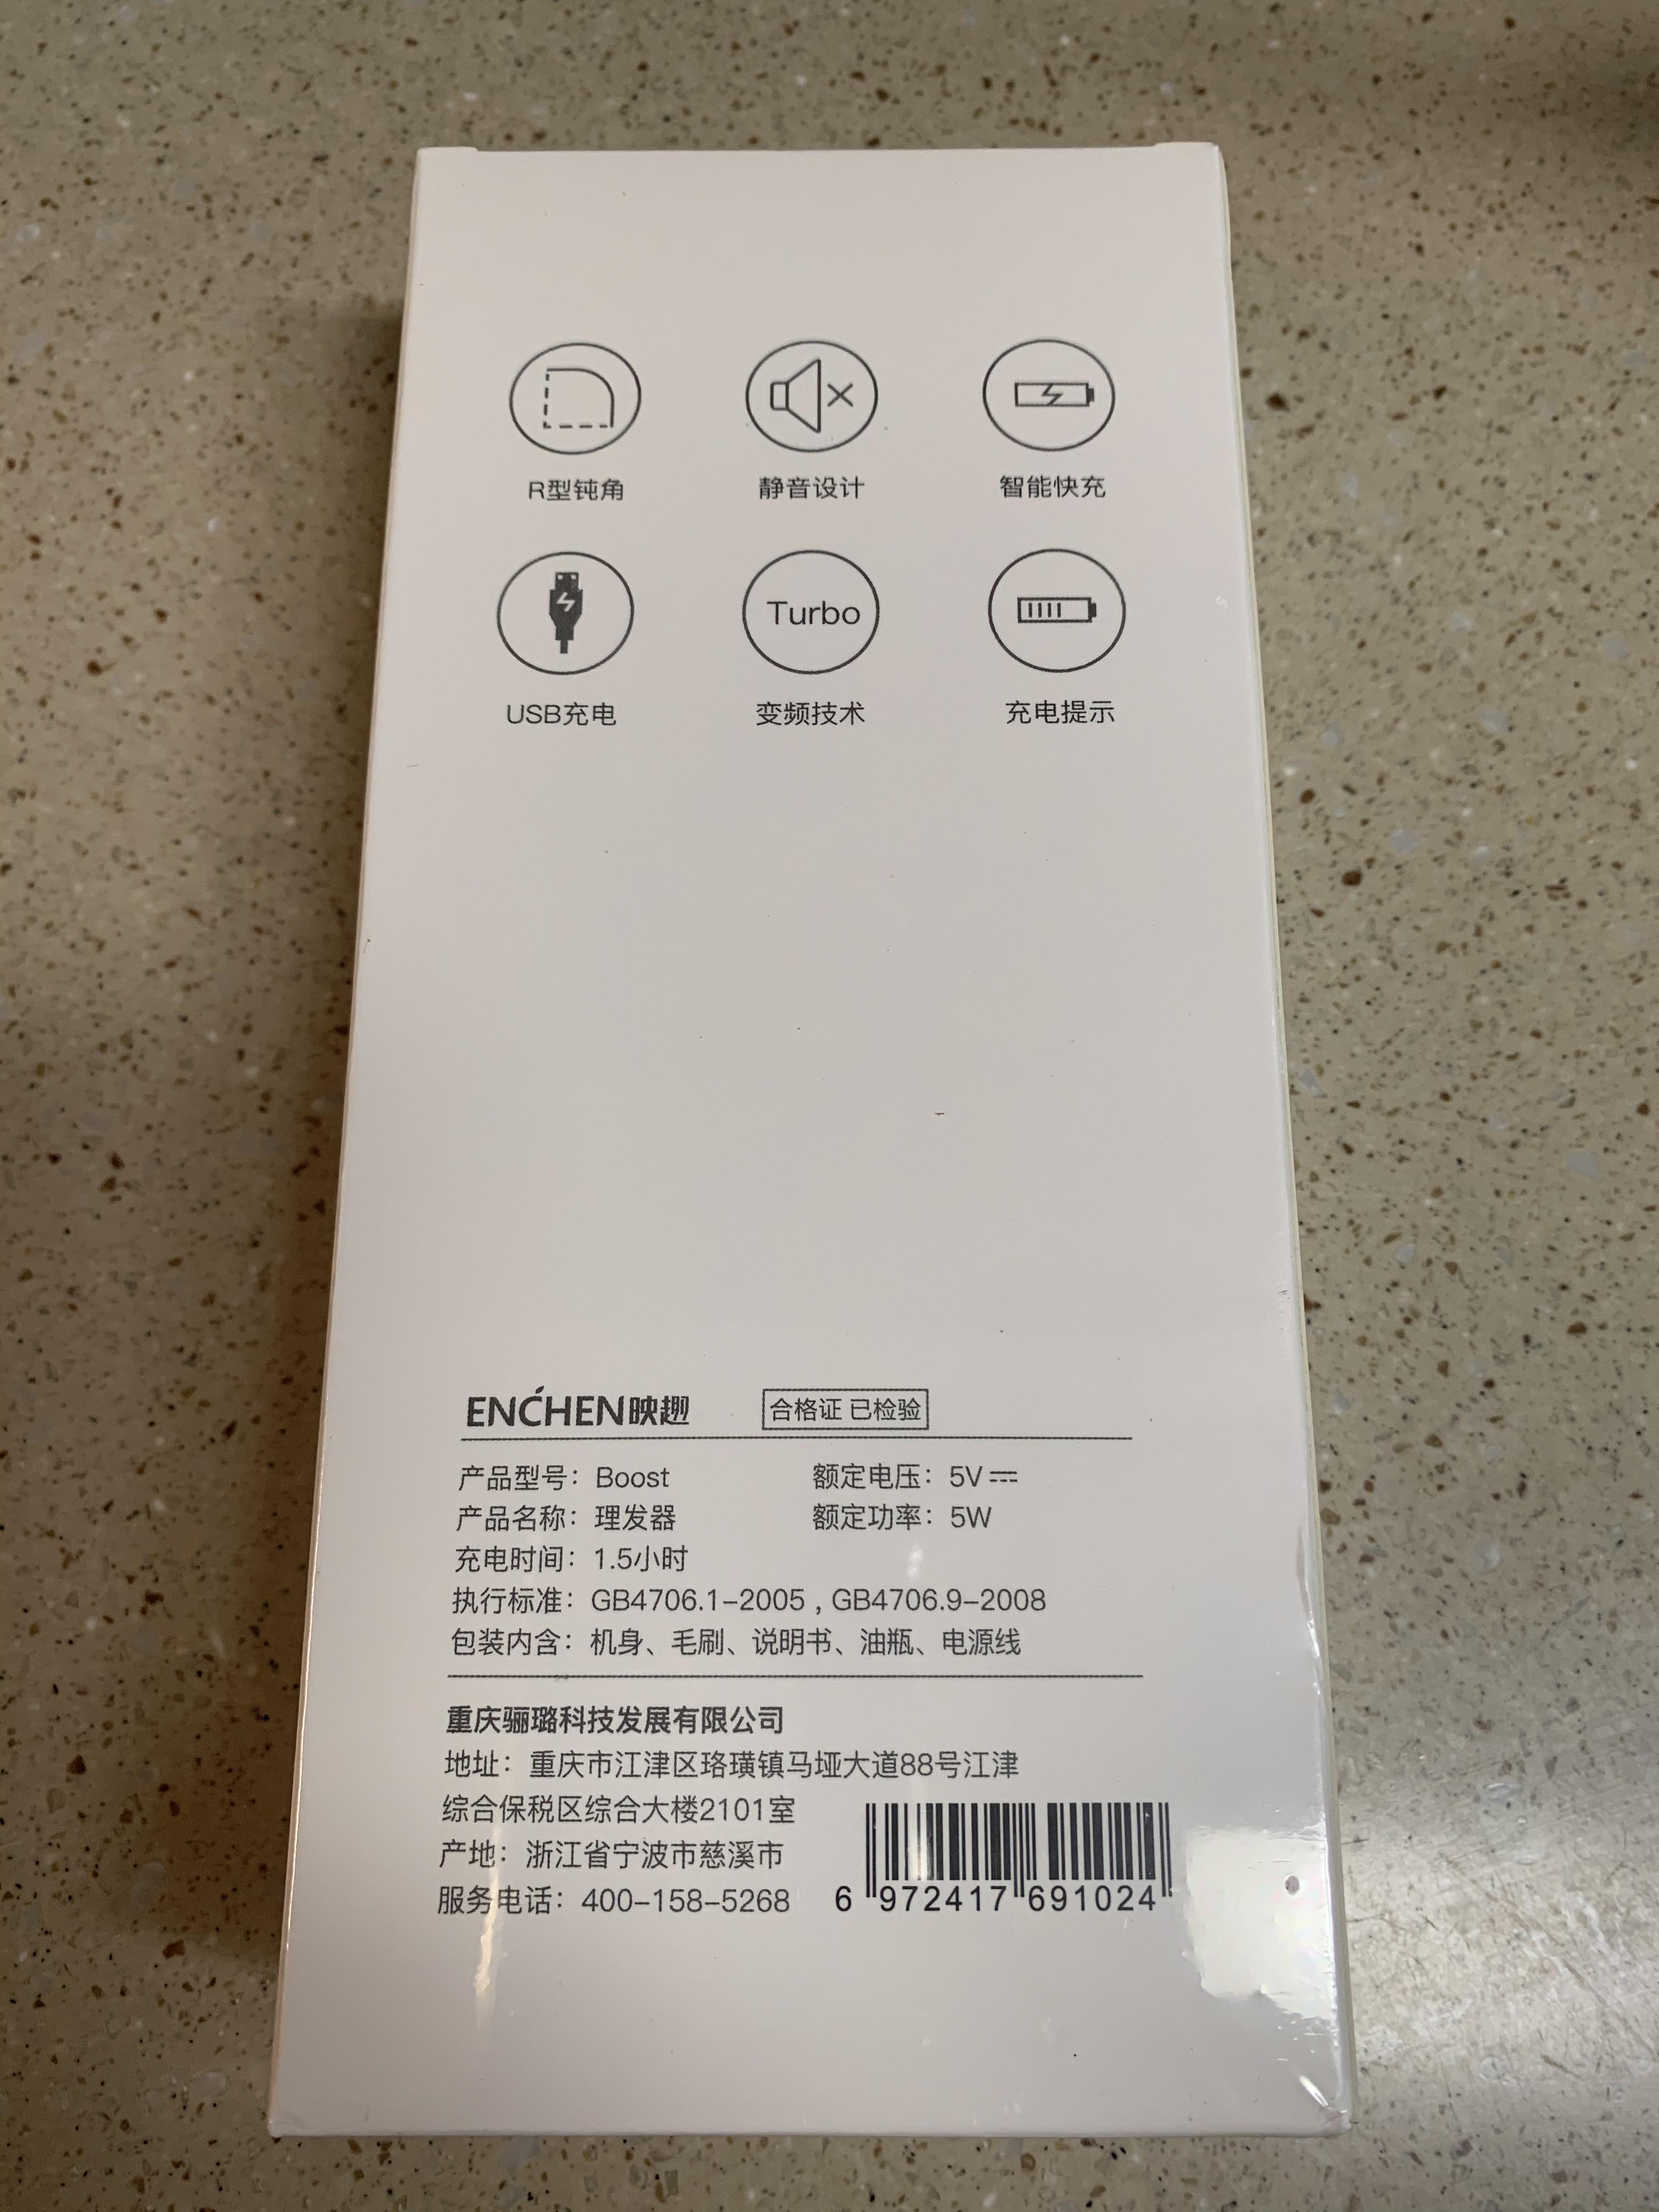 R型钝角 静音设计 智能快充
Turbo
USB充电 变频技术 充电提示
ENCHEN映趣 合格证 已检验
产品型号：Boost 额定电压：5V⎓
产品名称：理发器 额定功率：5W
充电时间：1.5小时
执行标准：GB4706.1-2005 , GB4706.9-2008
包装内含：机身、毛刷、说明书、油瓶、电源线
重庆骊璐科技发展有限公司
地址：重庆市江津区珞璜镇马垭大道88号江津
综合保税区综合大楼2101室
产地：浙江省宁波市慈溪市
服务电话：400-158-5268
6 972417 691024